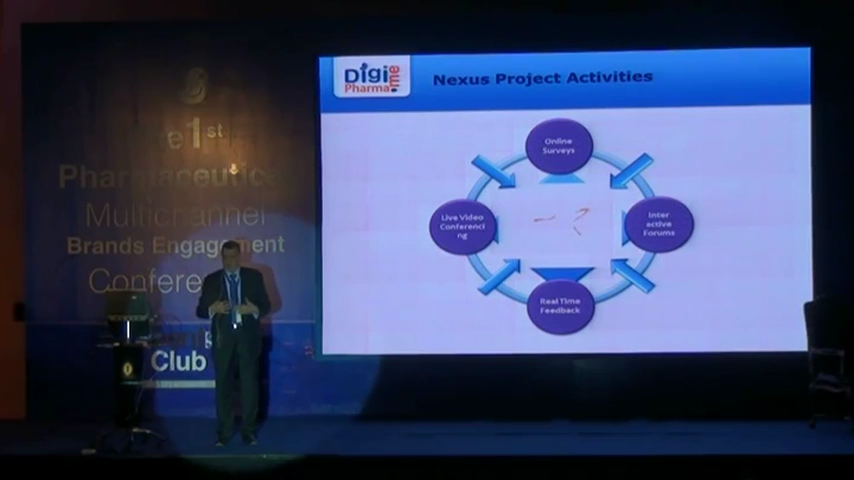 1st
Multichannel
Brands Engagement
Club
Digi
Pharma.me
Nexus Project Activities
Online
Surveys
Live Video
Conferenci
ng
Inter
active
Forums
Real Time
Feedback